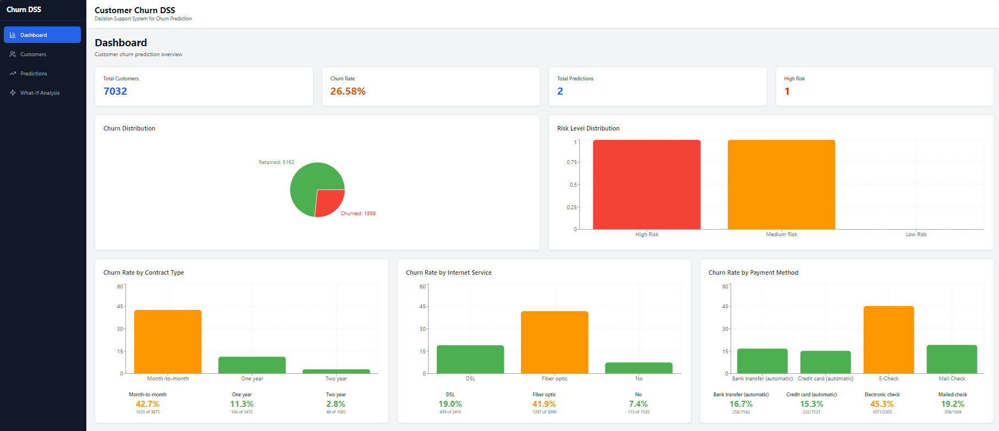 Churn DSS
Dashboard
Customers
Predictions
What-If Analysis
Customer Churn DSS
Decision Support System for Churn Prediction
Dashboard
Customer churn prediction overview
Total Customers
7032
Churn Rate
26.58%
Total Predictions
2
High Risk
1
Churn Distribution
Retained: 5163
Churned: 1869
Risk Level Distribution
1
0.75
0.5
0.25
0
High Risk Medium Risk Low Risk
Churn Rate by Contract Type
60
45
30
15
0
Month-to-month One year Two year
Month-to-month One year Two year
42.7% 11.3% 2.8%
1655 of 3875 166 of 1472 48 of 1685
Churn Rate by Internet Service
60
45
30
15
0
DSL Fiber optic No
DSL Fiber optic No
19.0% 41.9% 7.4%
459 of 2416 1297 of 3096 113 of 1520
Churn Rate by Payment Method
60
45
30
15
0
Bank transfer (automatic) Credit card (automatic) E-Check Mail Check
Bank transfer (automatic) Credit card (automatic) Electronic check Mailed check
16.7% 15.3% 45.3% 19.2%
258/1542 232/1521 1071/2365 308/1604